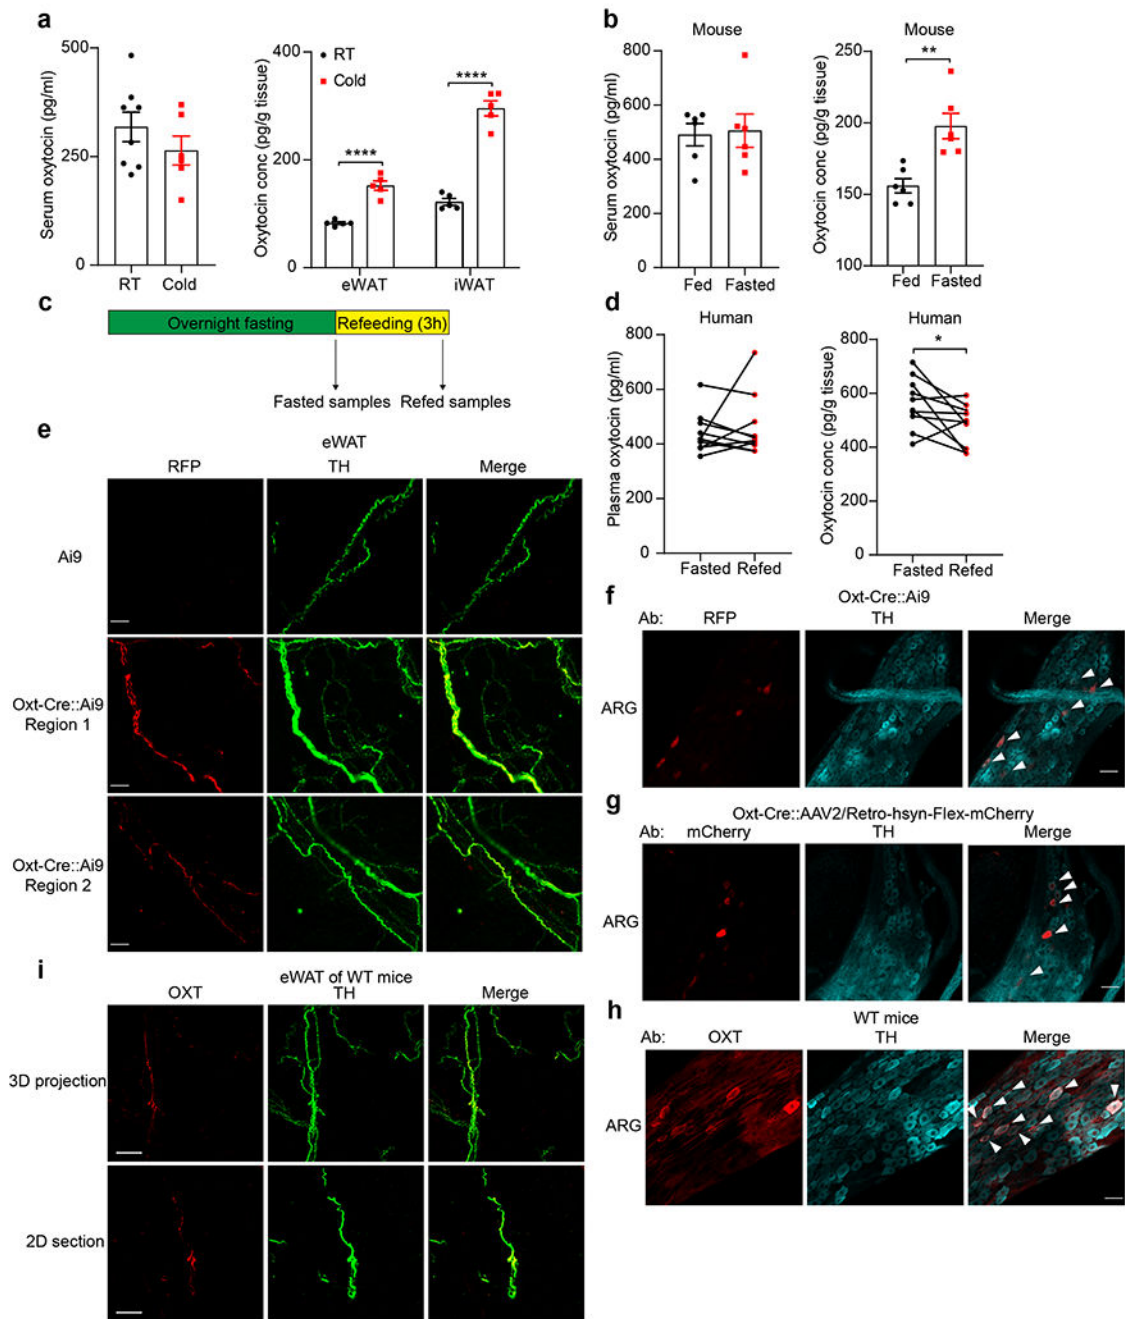 a
Serum oxytocin (pg/ml)
500
250
0
RT
Cold
Oxytocin conc (pg/g tissue)
400
200
0
RT
Cold
****
****
eWAT
iWAT
b
Mouse
Serum oxytocin (pg/ml)
800
600
400
200
0
Fed
Fasted
Mouse
Oxytocin conc (pg/g tissue)
250
200
150
100
**
Fed
Fasted
c
Overnight fasting
Refeeding (3h)
Fasted samples
Refed samples
d
Human
Plasma oxytocin (pg/ml)
800
600
400
200
0
Fasted Refed
Human
Oxytocin conc (pg/g tissue)
800
600
400
200
0
*
Fasted Refed
e
eWAT
RFP
TH
Merge
Ai9
Oxt-Cre::Ai9
Region 1
Oxt-Cre::Ai9
Region 2
f
Oxt-Cre::Ai9
Ab:
RFP
TH
Merge
ARG
g
Oxt-Cre::AAV2/Retro-hsyn-Flex-mCherry
Ab:
mCherry
TH
Merge
ARG
h
WT mice
Ab:
OXT
TH
Merge
ARG
i
eWAT of WT mice
OXT
TH
Merge
3D projection
2D section